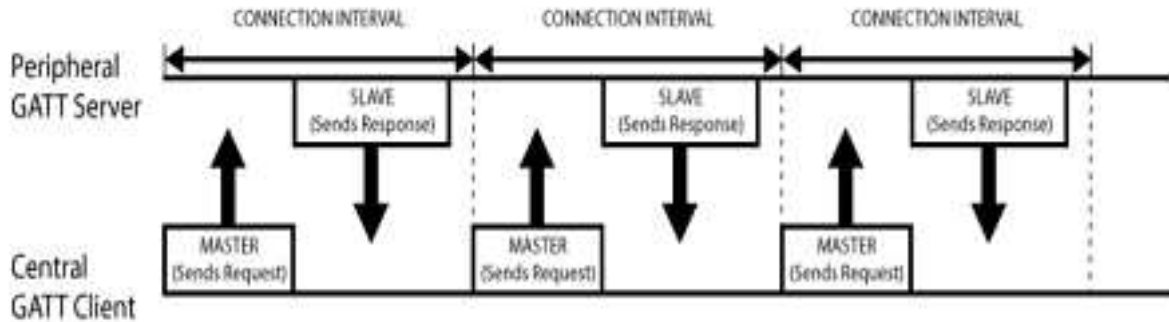 CONNECTION INTERVAL
CONNECTION INTERVAL
CONNECTION INTERVAL
Peripheral
GATT Server
SLAVE
(Sends Response)
SLAVE
(Sends Response)
SLAVE
(Sends Response)
MASTER
(Sends Request)
MASTER
(Sends Request)
MASTER
(Sends Request)
Central
GATT Client